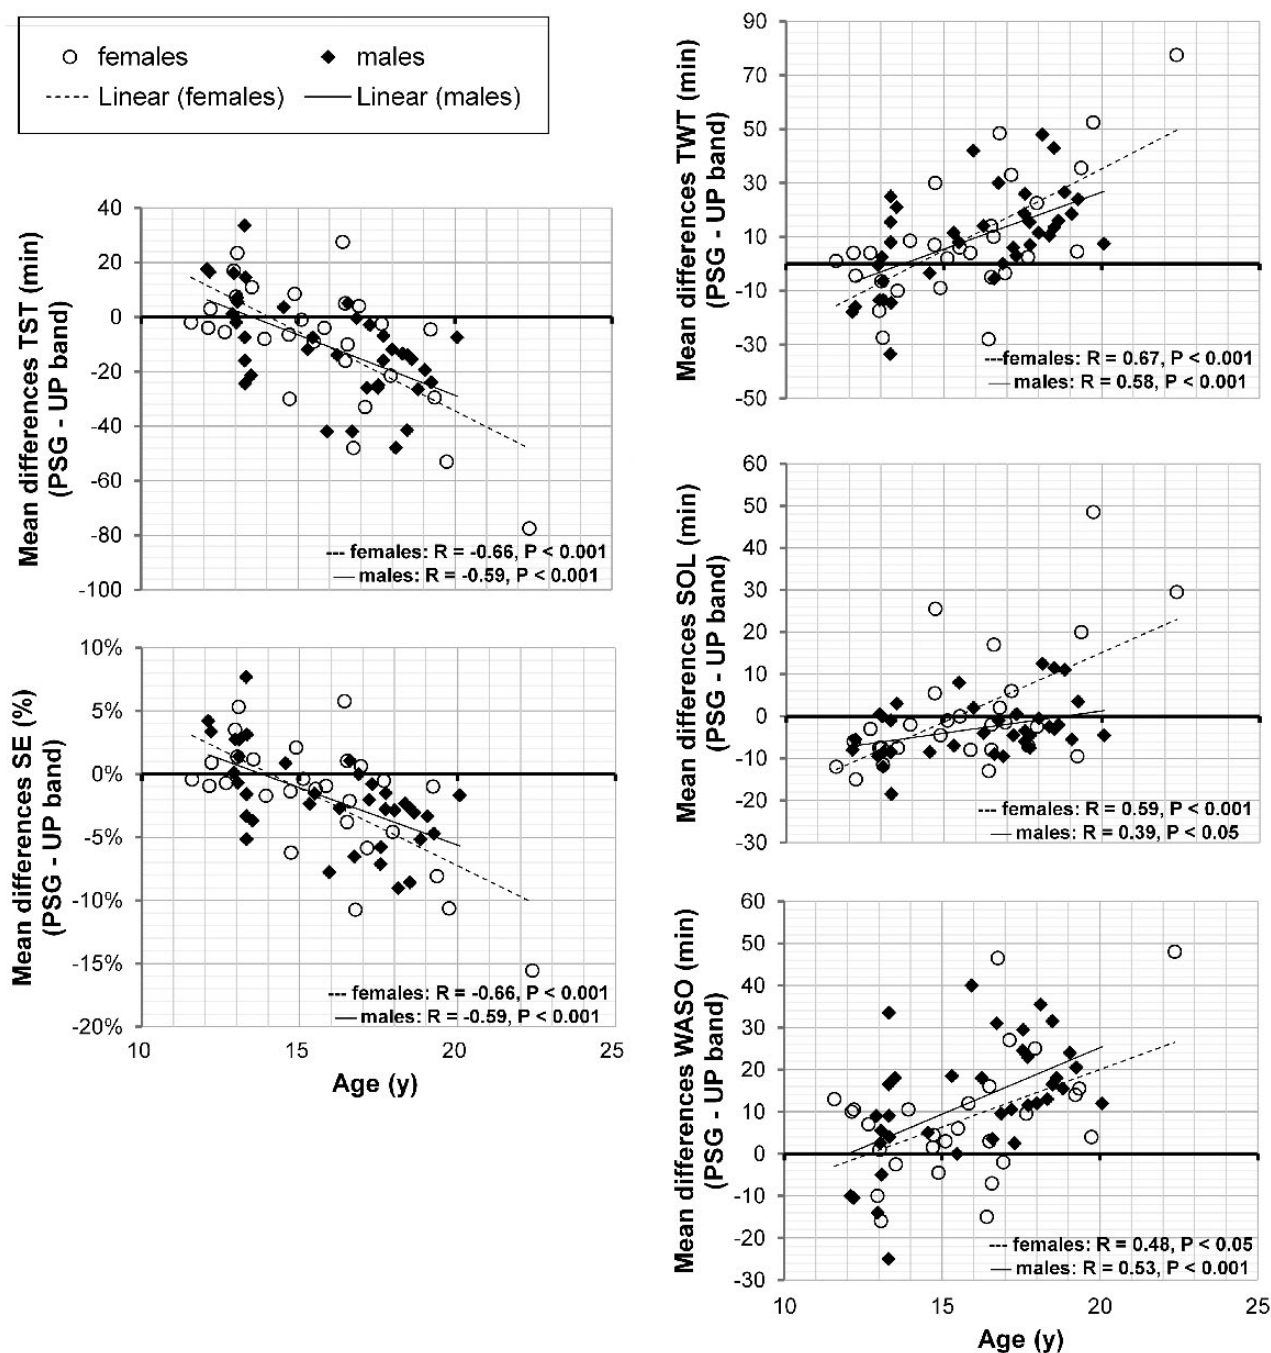 females
males
Linear (females)
Linear (males)
Mean differences TST (min)
(PSG - UP band)
40
20
0
-20
-40
-60
-80
-100
--- females: R = -0.66, P < 0.001
— males: R = -0.59, P < 0.001
Mean differences SE (%)
(PSG - UP band)
10%
5%
0%
-5%
-10%
-15%
-20%
--- females: R = -0.66, P < 0.001
— males: R = -0.59, P < 0.001
10
15
20
25
Age (y)
Mean differences TWT (min)
(PSG - UP band)
90
70
50
30
10
-10
-30
-50
---females: R = 0.67, P < 0.001
— males: R = 0.58, P < 0.001
Mean differences SOL (min)
(PSG - UP band)
60
50
40
30
20
10
0
-10
-20
-30
--- females: R = 0.59, P < 0.001
— males: R = 0.39, P < 0.05
Mean differences WASO (min)
(PSG - UP band)
60
50
40
30
20
10
0
-10
-20
-30
--- females: R = 0.48, P < 0.05
— males: R = 0.53, P < 0.001
10
15
20
25
Age (y)